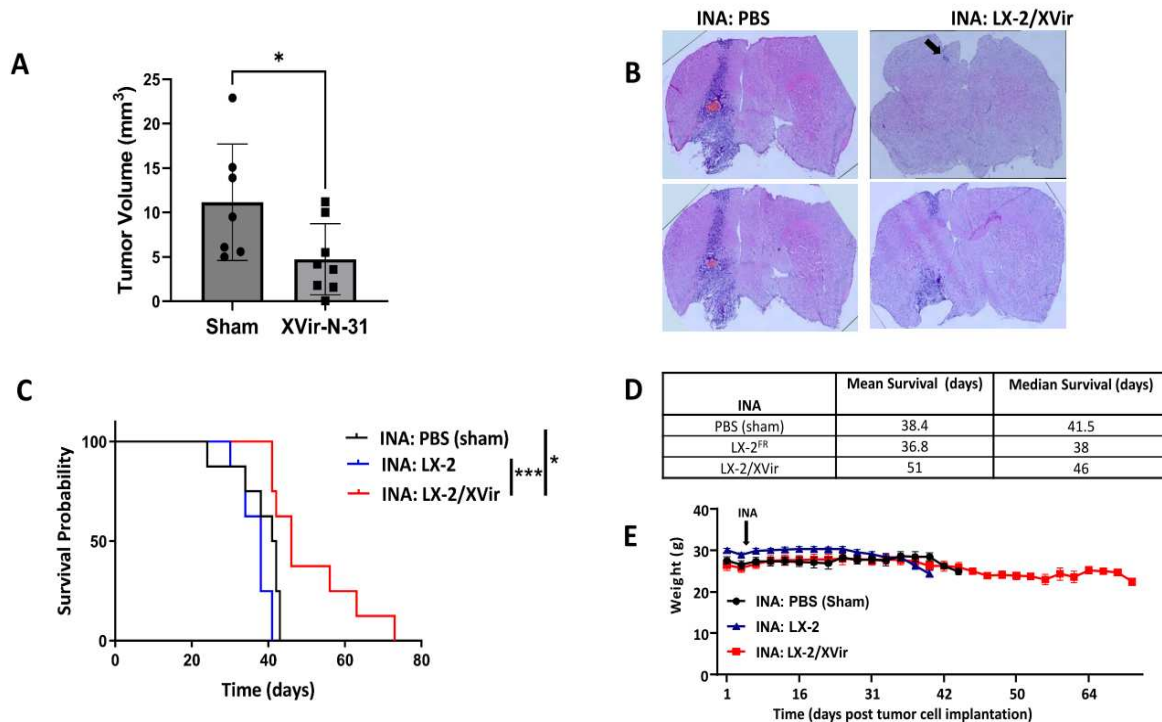 INA: PBS
INA: LX-2/XVir
A
B
*
Tumor Volume (mm³)
25
20
15
10
5
0
Sham
XVir-N-31
C
D
Survival Probability
100
50
0
0
20
40
60
80
Time (days)
INA: PBS (sham)
INA: LX-2
INA: LX-2/XVir
***
*
INA
Mean Survival (days)
Median Survival (days)
PBS (sham)
38.4
41.5
LX-2ᶠᴿ
36.8
38
LX-2/XVir
51
46
E
INA
Weight (g)
40
30
20
10
0
INA: PBS (Sham)
INA: LX-2
INA: LX-2/XVir
1
16
31
42
50
64
Time (days post tumor cell implantation)